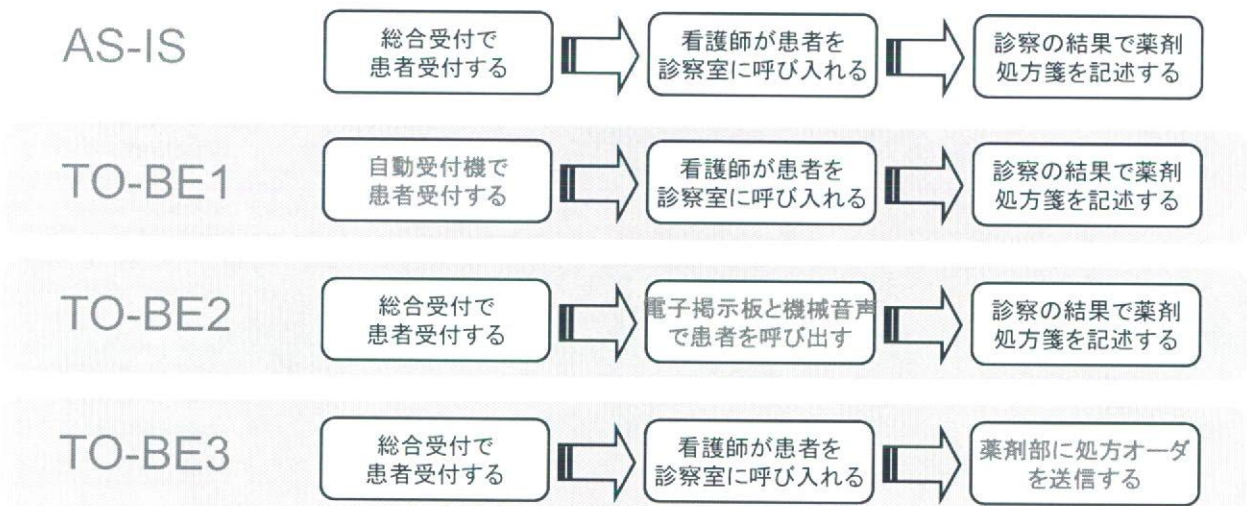 AS-IS
総合受付で
患者受付する
看護師が患者を
診察室に呼び入れる
診察の結果で薬剤
処方箋を記述する
TO-BE1
自動受付機で
患者受付する
看護師が患者を
診察室に呼び入れる
診察の結果で薬剤
処方箋を記述する
TO-BE2
総合受付で
患者受付する
電子掲示板と機械音声
で患者を呼び出す
診察の結果で薬剤
処方箋を記述する
TO-BE3
総合受付で
患者受付する
看護師が患者を
診察室に呼び入れる
薬剤部に処方オーダ
を送信する